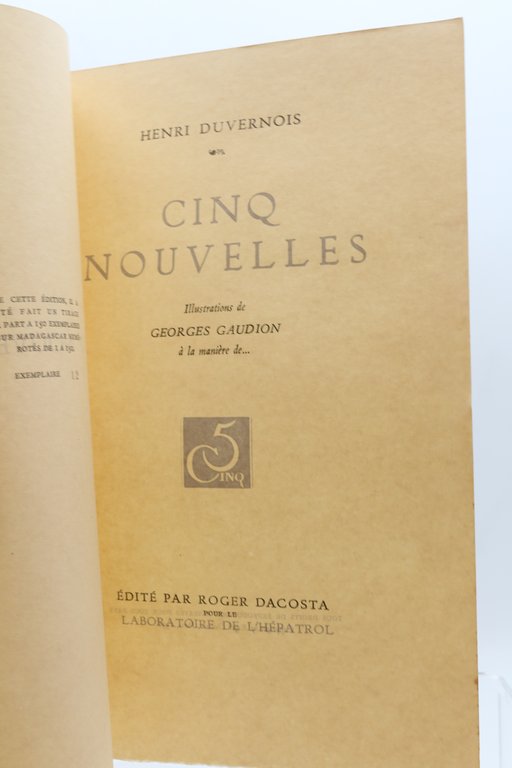 E CETTE ÉDITION, IL A
TÉ FAIT UN TIRAGE
PART A 150 EXEMPLAIRES
UR MADAGASCAR NUMÉ-
ROTÉS DE 1 A 150.
EXEMPLAIRE 12
HENRI DUVERNOIS
CINQ
NOUVELLES
Illustrations de
GEORGES GAUDION
à la manière de...
5
CINQ
ÉDITÉ PAR ROGER DACOSTA
POUR LE
LABORATOIRE DE L'HÉPATROL